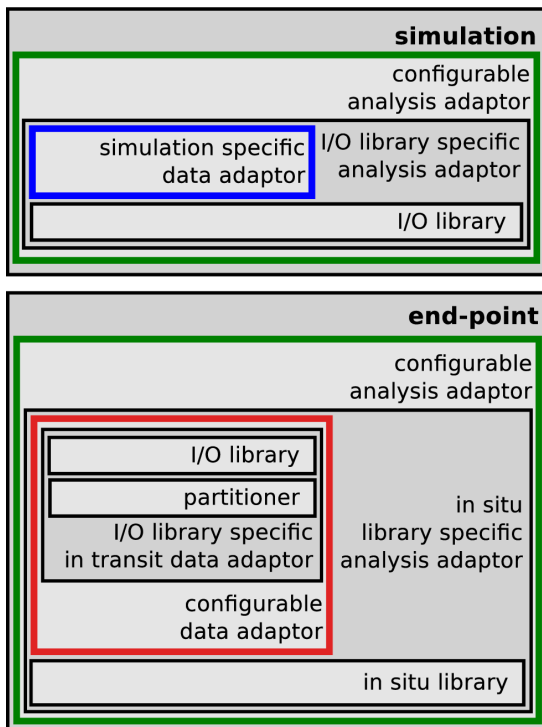 simulation
configurable
analysis adaptor
simulation specific
data adaptor
I/O library specific
analysis adaptor
I/O library
end-point
configurable
analysis adaptor
I/O library
partitioner
I/O library specific
in transit data adaptor
configurable
data adaptor
in situ
library specific
analysis adaptor
in situ library